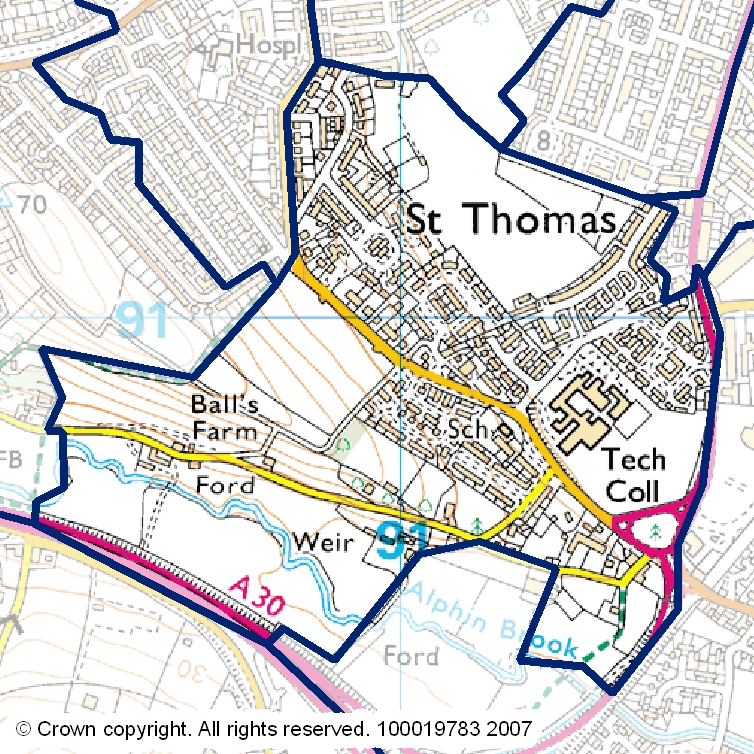 Hospl
8
70
St Thomas
91
Ball's
Farm
Sch
FB
Ford
Tech
Coll
Weir
91
A 30
Alphin Brook
Ford
30
© Crown copyright. All rights reserved. 100019783 2007